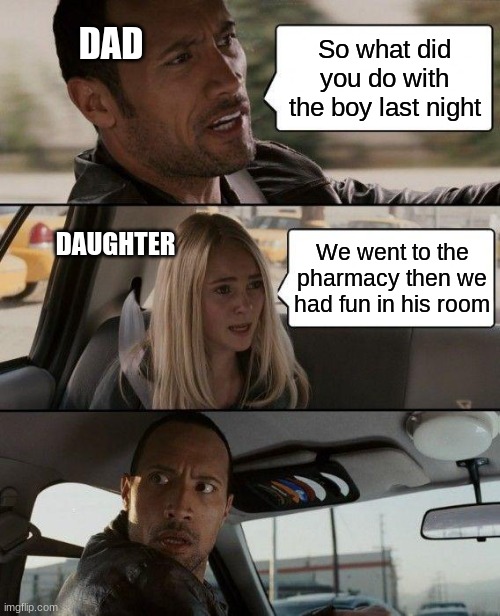 DAD
So what did
you do with
the boy last night
DAUGHTER
We went to the
pharmacy then we
had fun in his room
imgflip.com